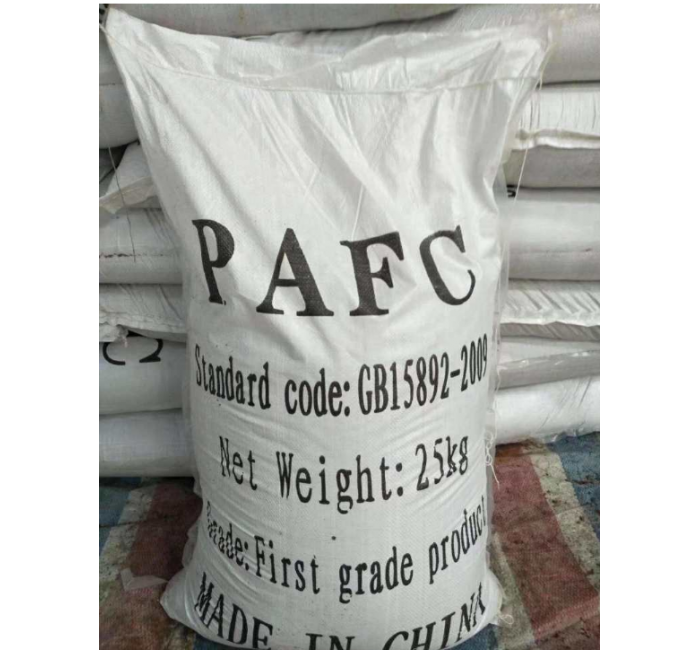 PAFC
Standard code: GB15892-2009
Net Weight: 25kg
Grade: First grade product
MADE IN CHINA